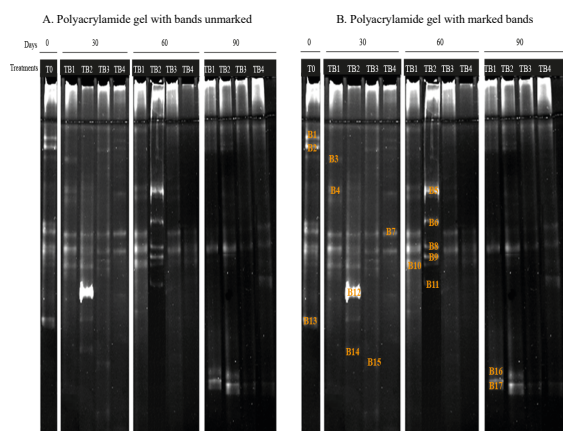 A. Polyacrylamide gel with bands unmarked
B. Polyacrylamide gel with marked bands
Days 0 30 60 90
0 30 60 90
Treatments T0 TB1 TB2 TB3 TB4 TB1 TB2 TB3 TB4 TB1 TB2 TB3 TB4
T0 TB1 TB2 TB3 TB4 TB1 TB2 TB3 TB4 TB1 TB2 TB3 TB4
B1
B2
B3
B4
B6
B7
B8
B9
B10
B11
B12
B13
B14
B15
B16
B17